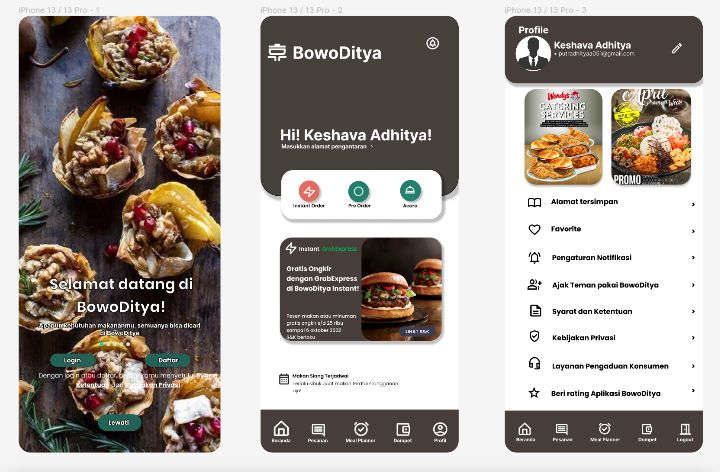 iPhone 13 / 13 Pro - 1
Selamat datang di
BowoDitya!
kebutuhan makananmu, semuanya bisa dicari
di BowoDitya
Login
Daftar
Dengan login atau daftar, kamu menyetujui Syarat
Ketentuan dan Kebijakan Privasi
Lewati
iPhone 13 / 13 Pro - 2
BowoDitya
Hi! Keshava Adhitya!
Masukkan alamat pengantaran >
Instant Order
Pre Order
Acara
Instant GrabExpress
Gratis Ongkir
dengan GrabExpress
di BowoDitya Instant!
Pesen makan atau minuman
gratis ongkir s/d 25 ribu
sampai 6 oktober 2022
S&K berlaku
LIHAT S&K
Makan Siang Terjadwal
sibuk buat makan
Beranda
Pesanan
Meal Planner
Dompet
Profil
iPhone 13 / 13 Pro - 3
Profile
Keshava Adhitya
putradhityaa051@gmail.com
Wendy's
CATERING
SERVICES
April
PROMO
Alamat tersimpan >
Favorite >
Pengaturan Notifikasi >
Ajak Teman pakai BowoDitya >
Syarat dan Ketentuan >
Kebijakan Privasi >
Layanan Pengaduan Konsumen >
Beri rating Aplikasi BowoDitya >
Beranda
Pesanan
Meal Planner
Dompet
Logout